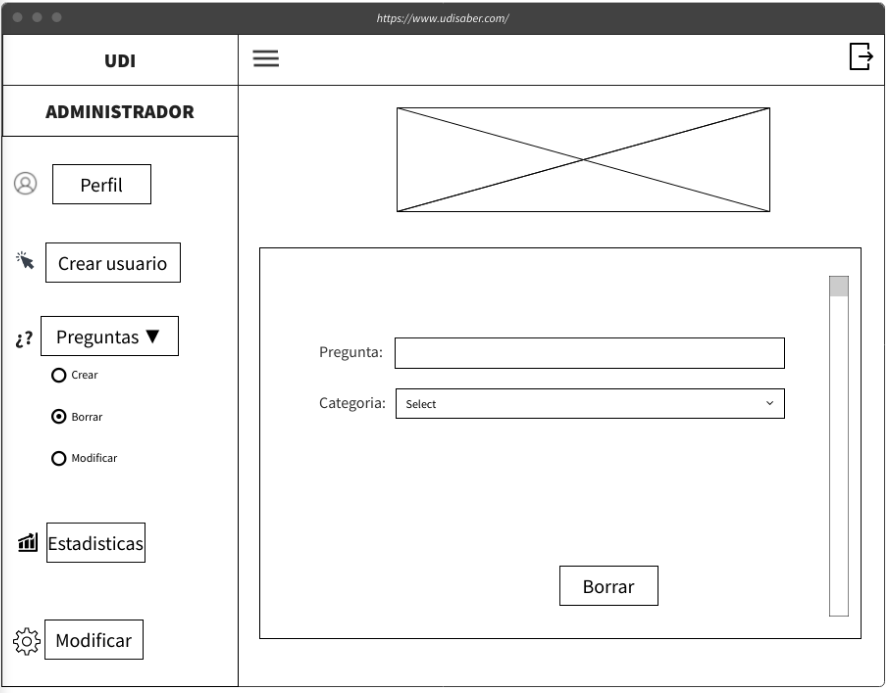 https://www.udisaber.com/
UDI
ADMINISTRADOR
Perfil
Crear usuario
¿? Preguntas ▼
Crear
Borrar
Modificar
Estadisticas
Modificar
Pregunta:
Categoria: Select
Borrar